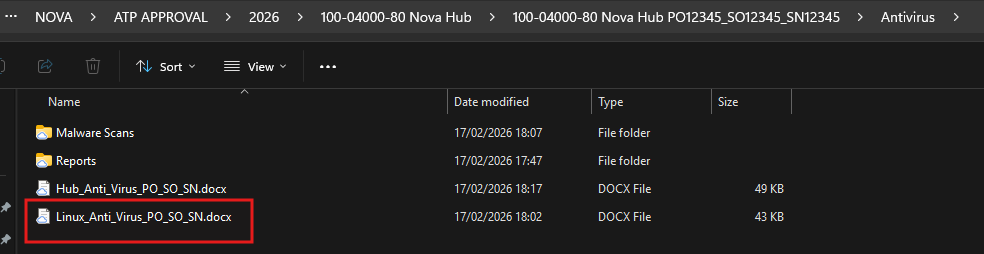 ... NOVA > ATP APPROVAL > 2026 > 100-04000-80 Nova Hub > 100-04000-80 Nova Hub PO12345_SO12345_SN12345 > Antivirus >
Sort View ...
Name Date modified Type Size
Malware Scans 17/02/2026 18:07 File folder
Reports 17/02/2026 17:47 File folder
Hub_Anti_Virus_PO_SO_SN.docx 17/02/2026 18:17 DOCX File 49 KB
Linux_Anti_Virus_PO_SO_SN.docx 17/02/2026 18:02 DOCX File 43 KB